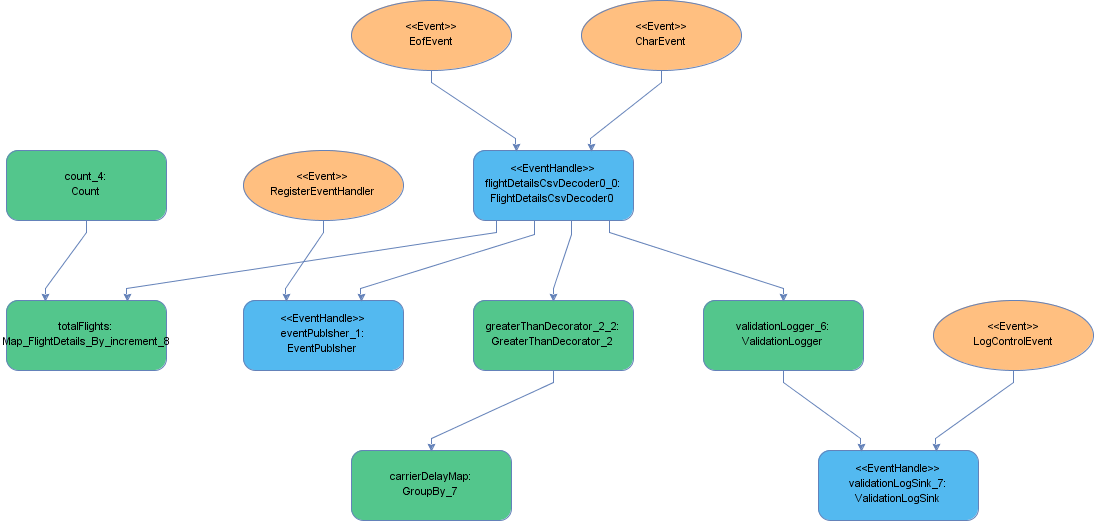 <<Event>>
EofEvent
<<Event>>
CharEvent
count_4:
Count
<<Event>>
RegisterEventHandler
<<EventHandle>>
flightDetailsCsvDecoder0_0:
FlightDetailsCsvDecoder0
totalFlights:
Map_FlightDetails_By_increment_8
<<EventHandle>>
eventPublsher_1:
EventPublsher
greaterThanDecorator_2_2:
GreaterThanDecorator_2
validationLogger_6:
ValidationLogger
<<Event>>
LogControlEvent
carrierDelayMap:
GroupBy_7
<<EventHandle>>
validationLogSink_7:
ValidationLogSink